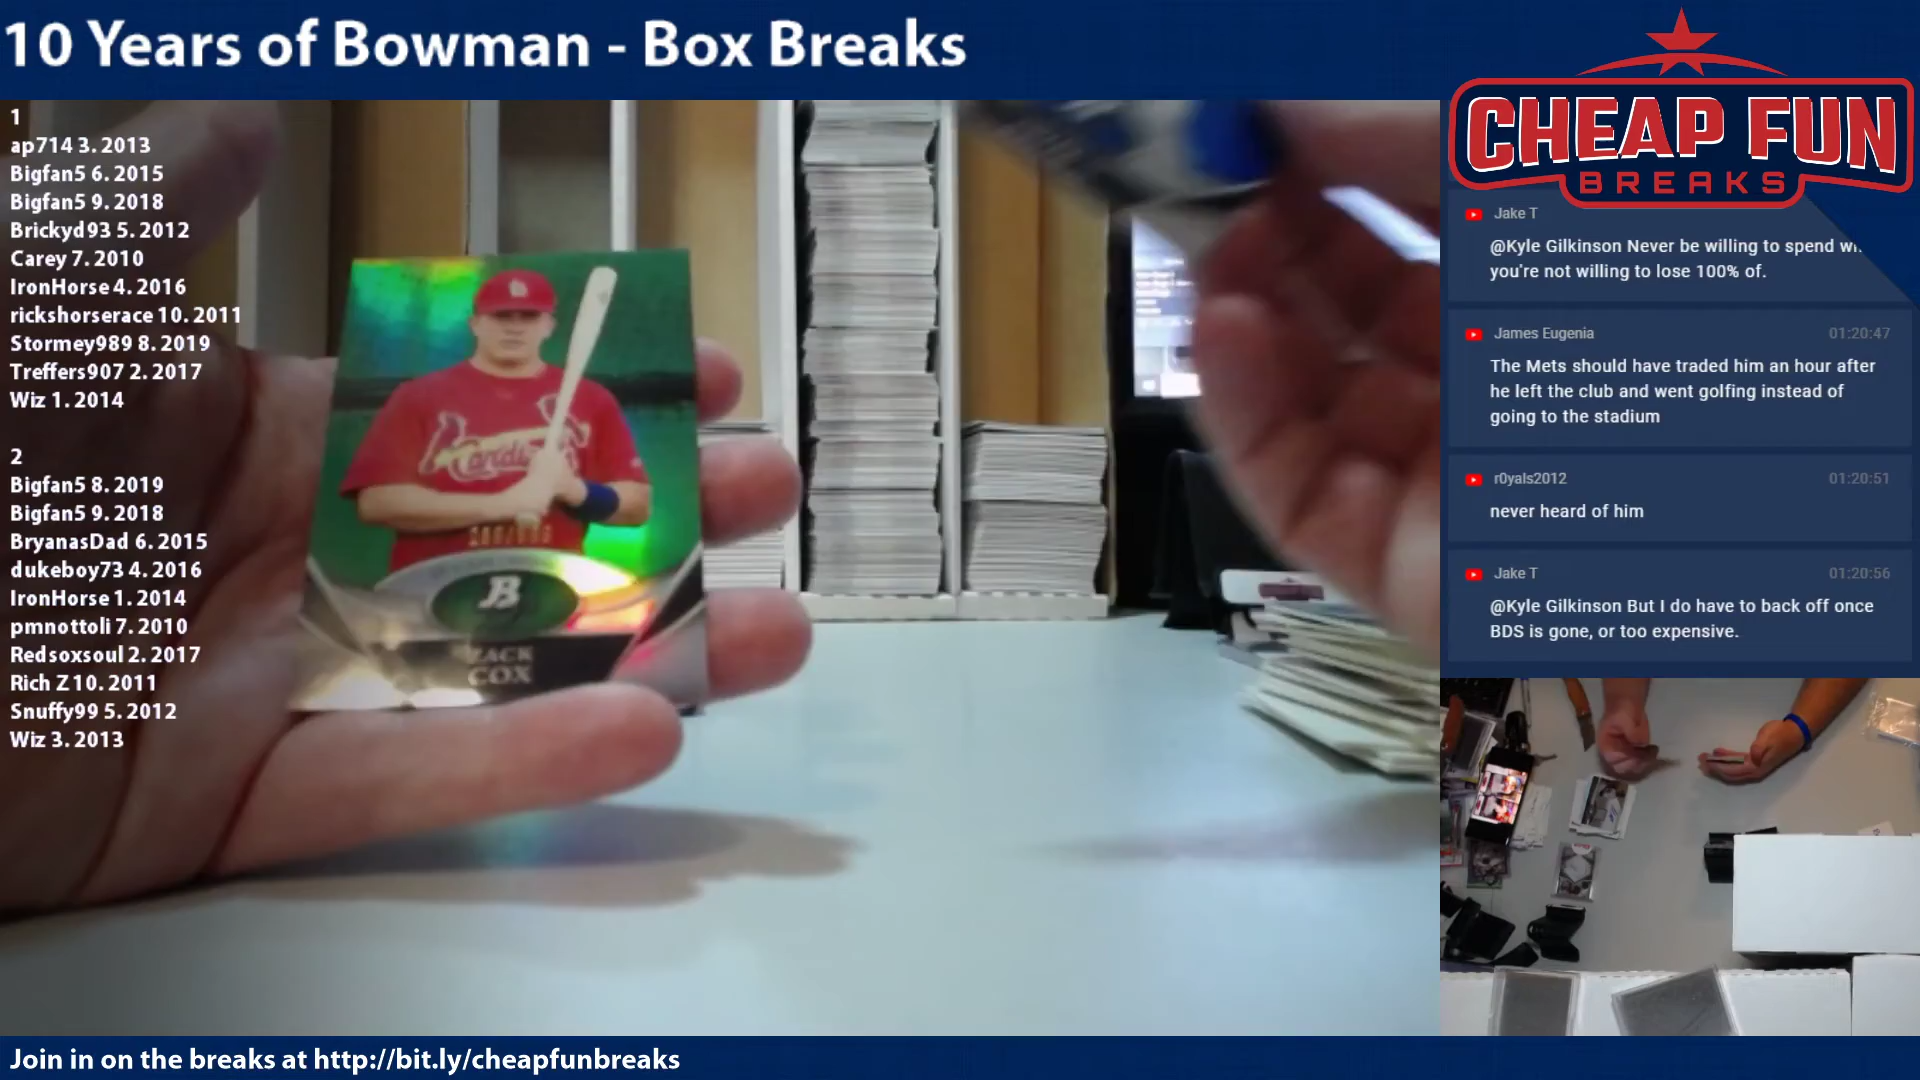 10 Years of Bowman - Box Breaks
CHEAP FUN
BREAKS
1
ap714 3. 2013
Bigfan5 6. 2015
Bigfan5 9. 2018
Brickyd93 5. 2012
Carey 7. 2010
IronHorse 4. 2016
rickshorserace 10. 2011
Stormey989 8. 2019
Treffers907 2. 2017
Wiz 1. 2014
2
Bigfan5 8. 2019
Bigfan5 9. 2018
BryanasDad 6. 2015
dukeboy73 4. 2016
IronHorse 1. 2014
pmnottoli 7. 2010
Redsoxsoul 2. 2017
Rich Z 10. 2011
Snuffy99 5. 2012
Wiz 3. 2013
Cardinals
B
ZACK
COX
Jake T
@Kyle Gilkinson Never be willing to spend
you're not willing to lose 100% of.
James Eugenia 01:20:47
The Mets should have traded him an hour after
he left the club and went golfing instead of
going to the stadium
r0yals2012 01:20:51
never heard of him
Jake T 01:20:56
@Kyle Gilkinson But I do have to back off once
BDS is gone, or too expensive.
Join in on the breaks at http://bit.ly/cheapfunbreaks